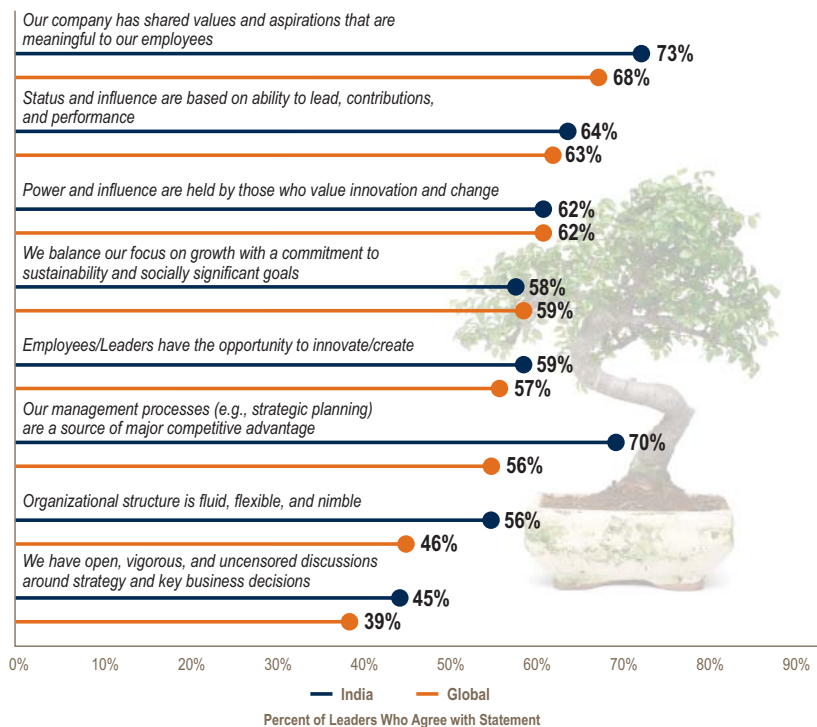 Our company has shared values and aspirations that are
meaningful to our employees
73%
68%
Status and influence are based on ability to lead, contributions,
and performance
64%
63%
Power and influence are held by those who value innovation and change
62%
62%
We balance our focus on growth with a commitment to
sustainability and socially significant goals
58%
59%
Employees/Leaders have the opportunity to innovate/create
59%
57%
Our management processes (e.g., strategic planning)
are a source of major competitive advantage
70%
56%
Organizational structure is fluid, flexible, and nimble
56%
46%
We have open, vigorous, and uncensored discussions
around strategy and key business decisions
45%
39%
0% 10% 20% 30% 40% 50% 60% 70% 80% 90%
India Global
Percent of Leaders Who Agree with Statement